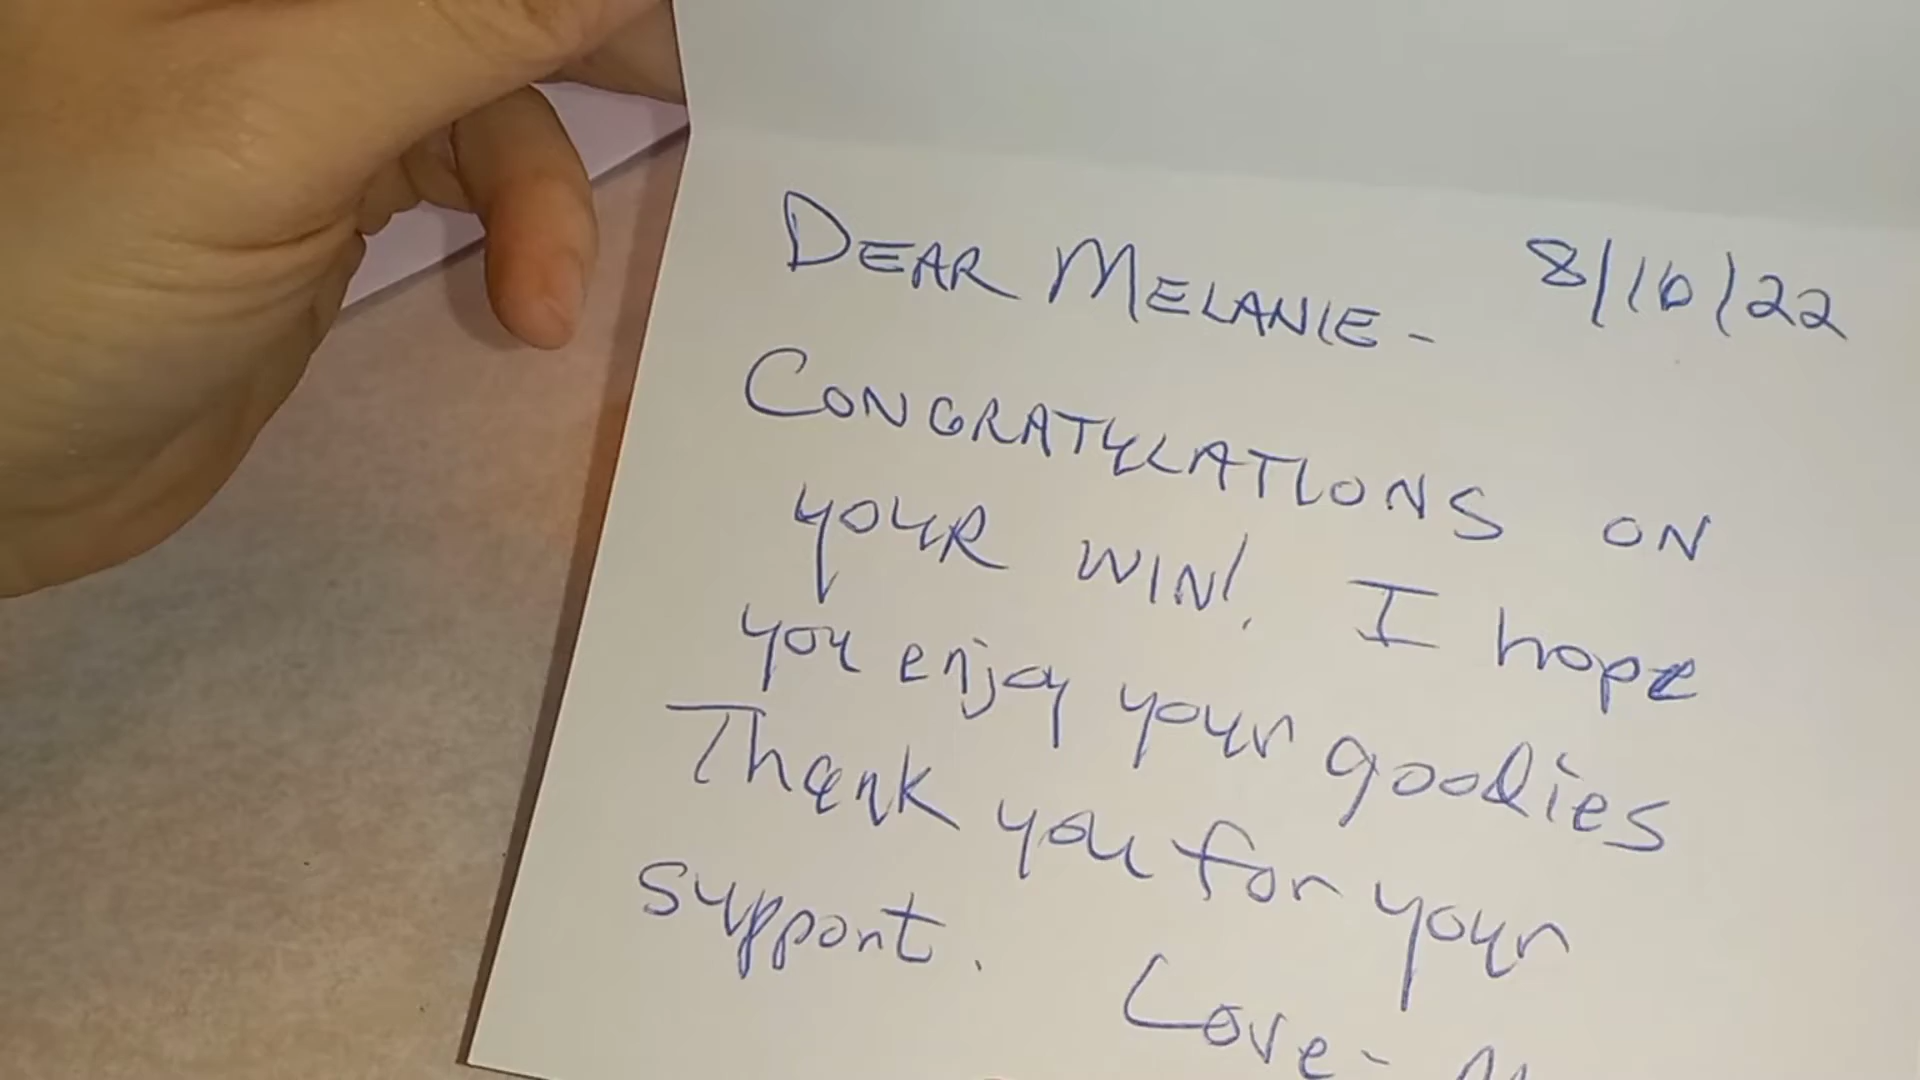 DEAR MELANIE - 8/10/22
CONGRATULATIONS ON
YOUR WIN! I hope
you enjoy your goodies
Thank you for your
support. Love-